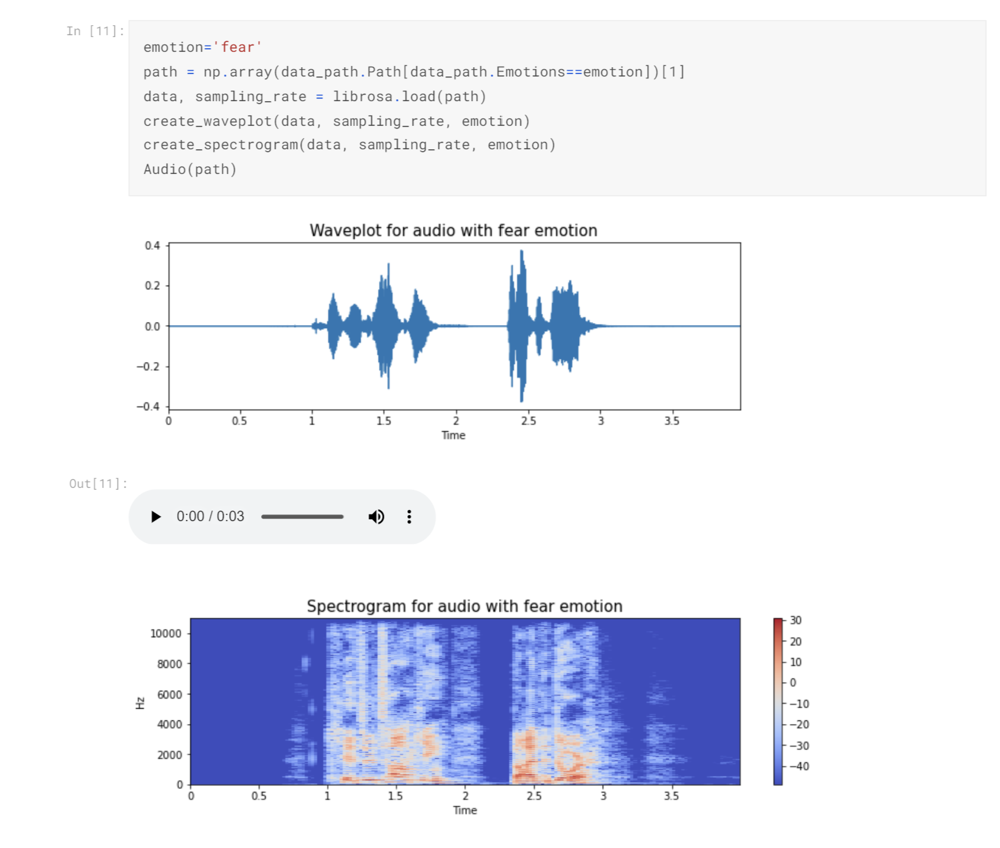 In [11]:
emotion='fear'
path = np.array(data_path.Path[data_path.Emotions==emotion])[1]
data, sampling_rate = librosa.load(path)
create_waveplot(data, sampling_rate, emotion)
create_spectrogram(data, sampling_rate, emotion)
Audio(path)
Waveplot for audio with fear emotion
0.4
0.2
0.0
−0.2
−0.4
0 0.5 1 1.5 2 2.5 3 3.5
Time
Out[11]:
0:00 / 0:03
Spectrogram for audio with fear emotion
Hz
10000
8000
6000
4000
2000
0
0 0.5 1 1.5 2 2.5 3 3.5
Time
30
20
10
0
−10
−20
−30
−40